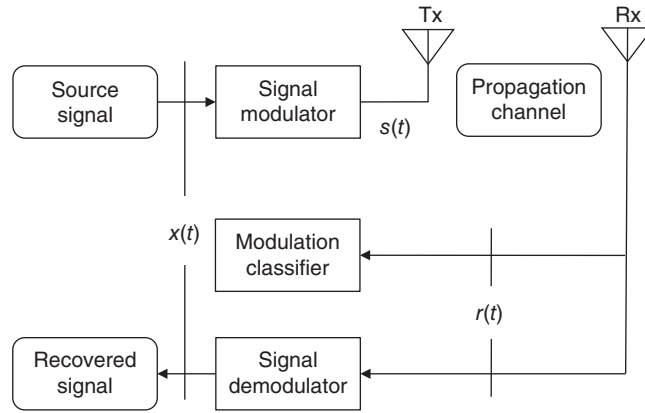 Tx
Rx
Source
signal
Signal
modulator
s(t)
Propagation
channel
x(t)
Modulation
classifier
r(t)
Recovered
signal
Signal
demodulator